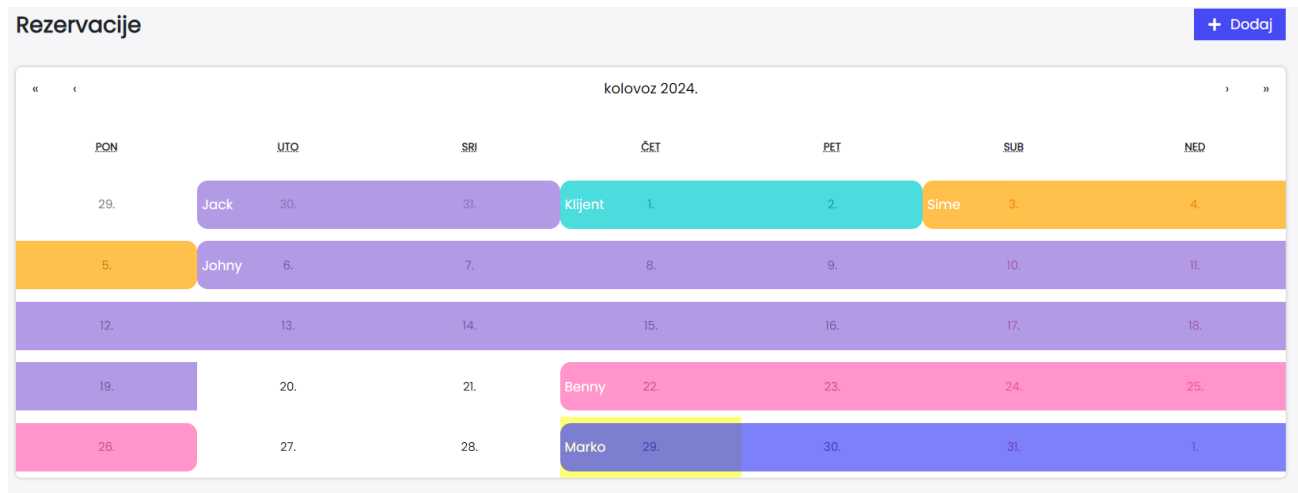 Rezervacije
+ Dodaj
« ‹ kolovoz 2024. › »
PON UTO SRI ČET PET SUB NED
29. Jack 30. 31. Klijent 1. 2. Sime 3. 4.
5. Johny 6. 7. 8. 9. 10. 11.
12. 13. 14. 15. 16. 17. 18.
19. 20. 21. Benny 22. 23. 24. 25.
26. 27. 28. Marko 29. 30. 31. 1.